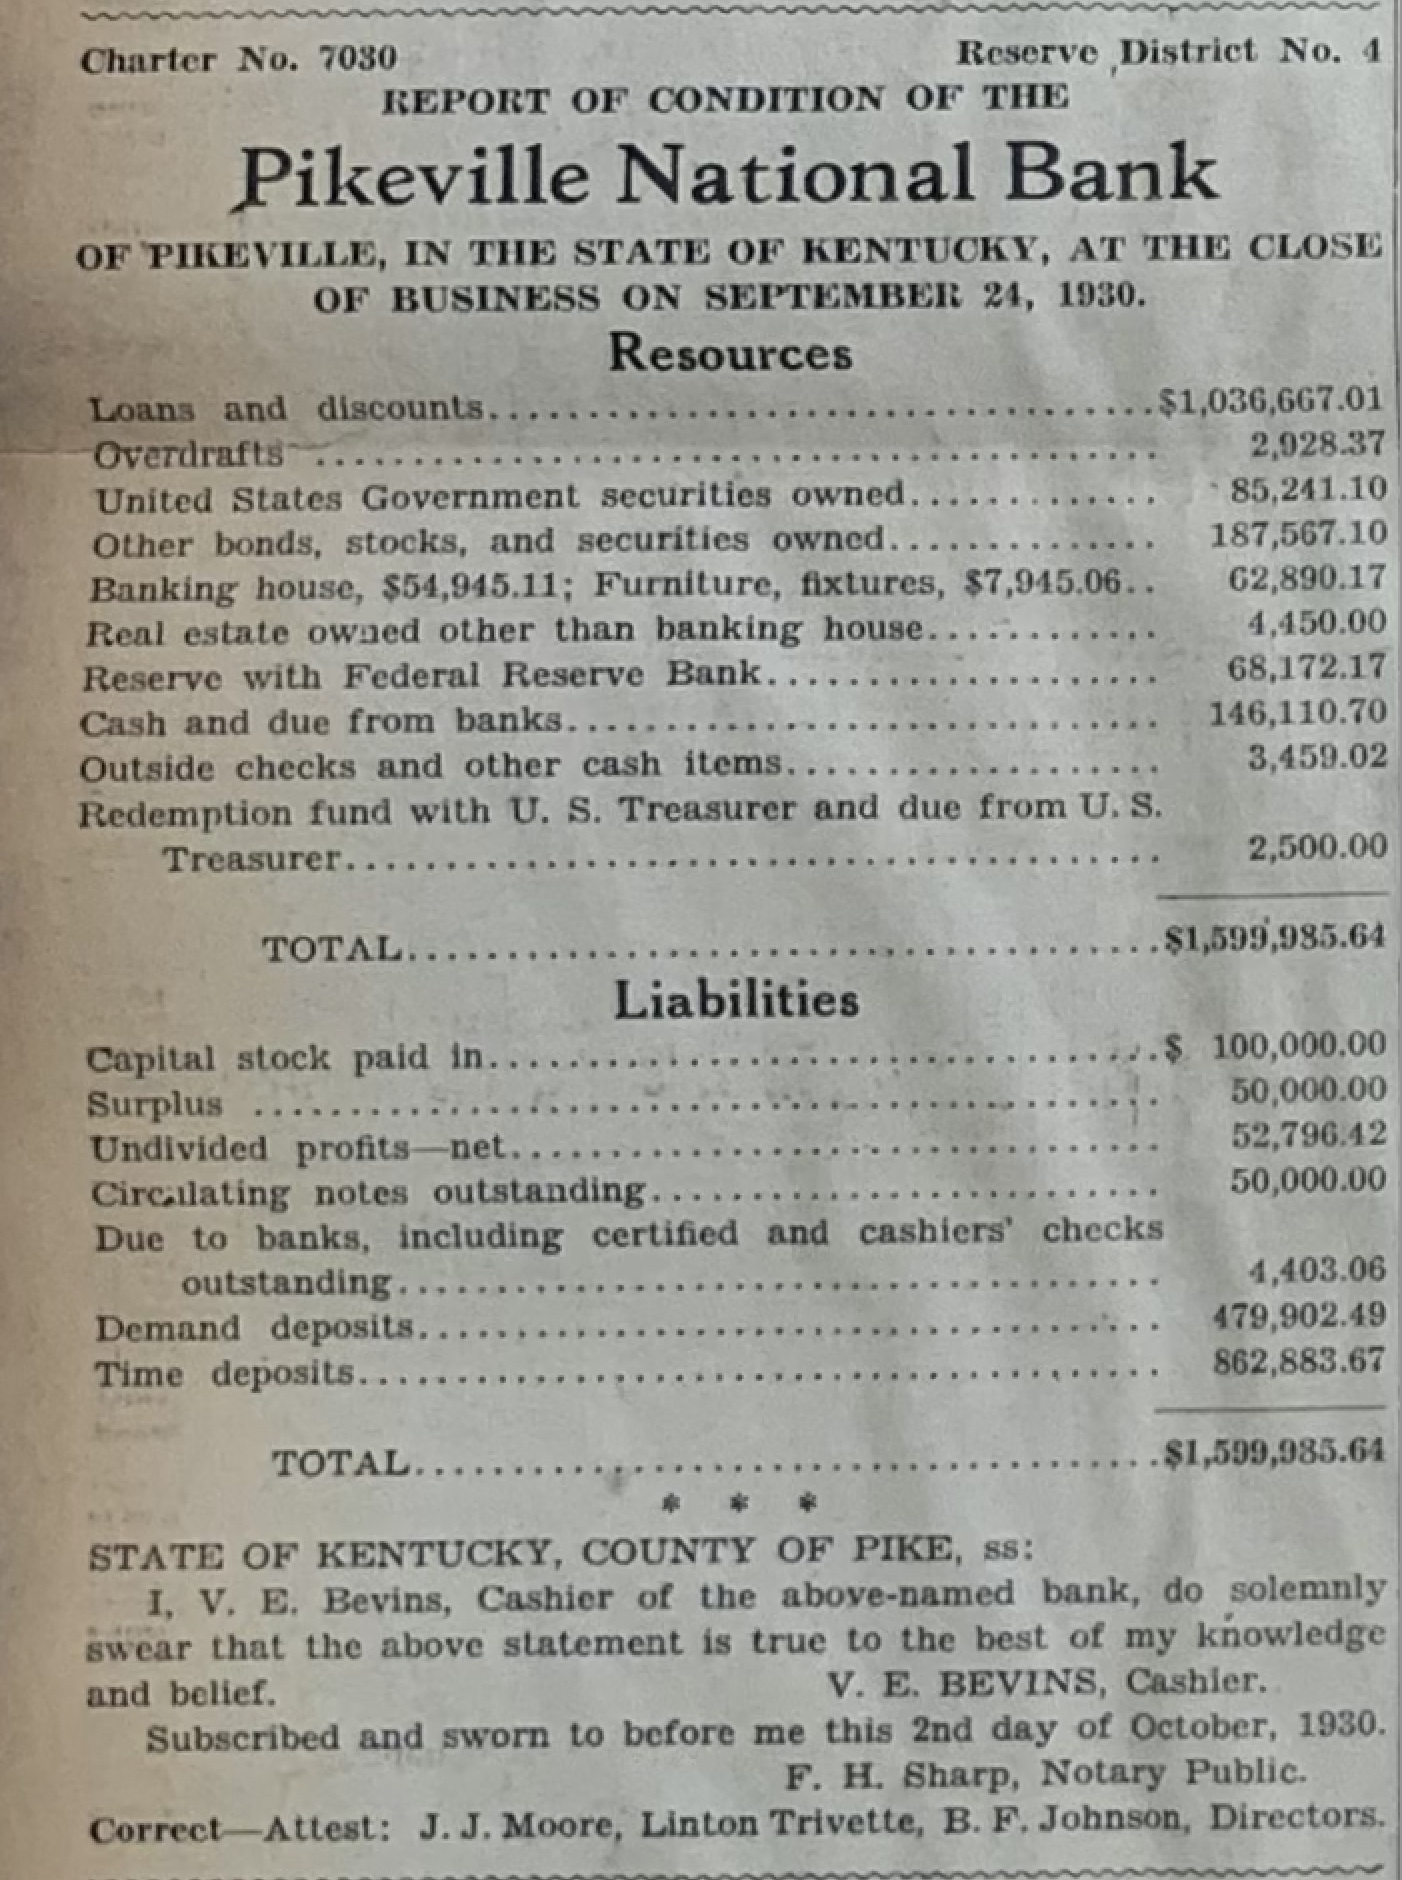 Charter No. 7030 Reserve District No. 4
REPORT OF CONDITION OF THE
Pikeville National Bank
OF PIKEVILLE, IN THE STATE OF KENTUCKY, AT THE CLOSE
OF BUSINESS ON SEPTEMBER 24, 1930.
Resources
Loans and discounts................................$1,036,667.01
Overdrafts ........................................ 2,928.37
United States Government securities owned............. 85,241.10
Other bonds, stocks, and securities owned.............. 187,567.10
Banking house, $54,945.11; Furniture, fixtures, $7,945.06.. 62,890.17
Real estate owned other than banking house............ 4,450.00
Reserve with Federal Reserve Bank................... 68,172.17
Cash and due from banks............................. 146,110.70
Outside checks and other cash items.................. 3,459.02
Redemption fund with U. S. Treasurer and due from U. S.
Treasurer........................................ 2,500.00
TOTAL.....................................$1,599,985.64
Liabilities
Capital stock paid in.................................$ 100,000.00
Surplus ........................................... 50,000.00
Undivided profits—net................................ 52,796.42
Circulating notes outstanding........................ 50,000.00
Due to banks, including certified and cashiers' checks
outstanding...................................... 4,403.06
Demand deposits..................................... 479,902.49
Time deposits........................................ 862,883.67
TOTAL.....................................$1,599,985.64
* * *
STATE OF KENTUCKY, COUNTY OF PIKE, ss:
I, V. E. Bevins, Cashier of the above-named bank, do solemnly
swear that the above statement is true to the best of my knowledge
and belief. V. E. BEVINS, Cashier.
Subscribed and sworn to before me this 2nd day of October, 1930.
F. H. Sharp, Notary Public.
Correct—Attest: J. J. Moore, Linton Trivette, B. F. Johnson, Directors.